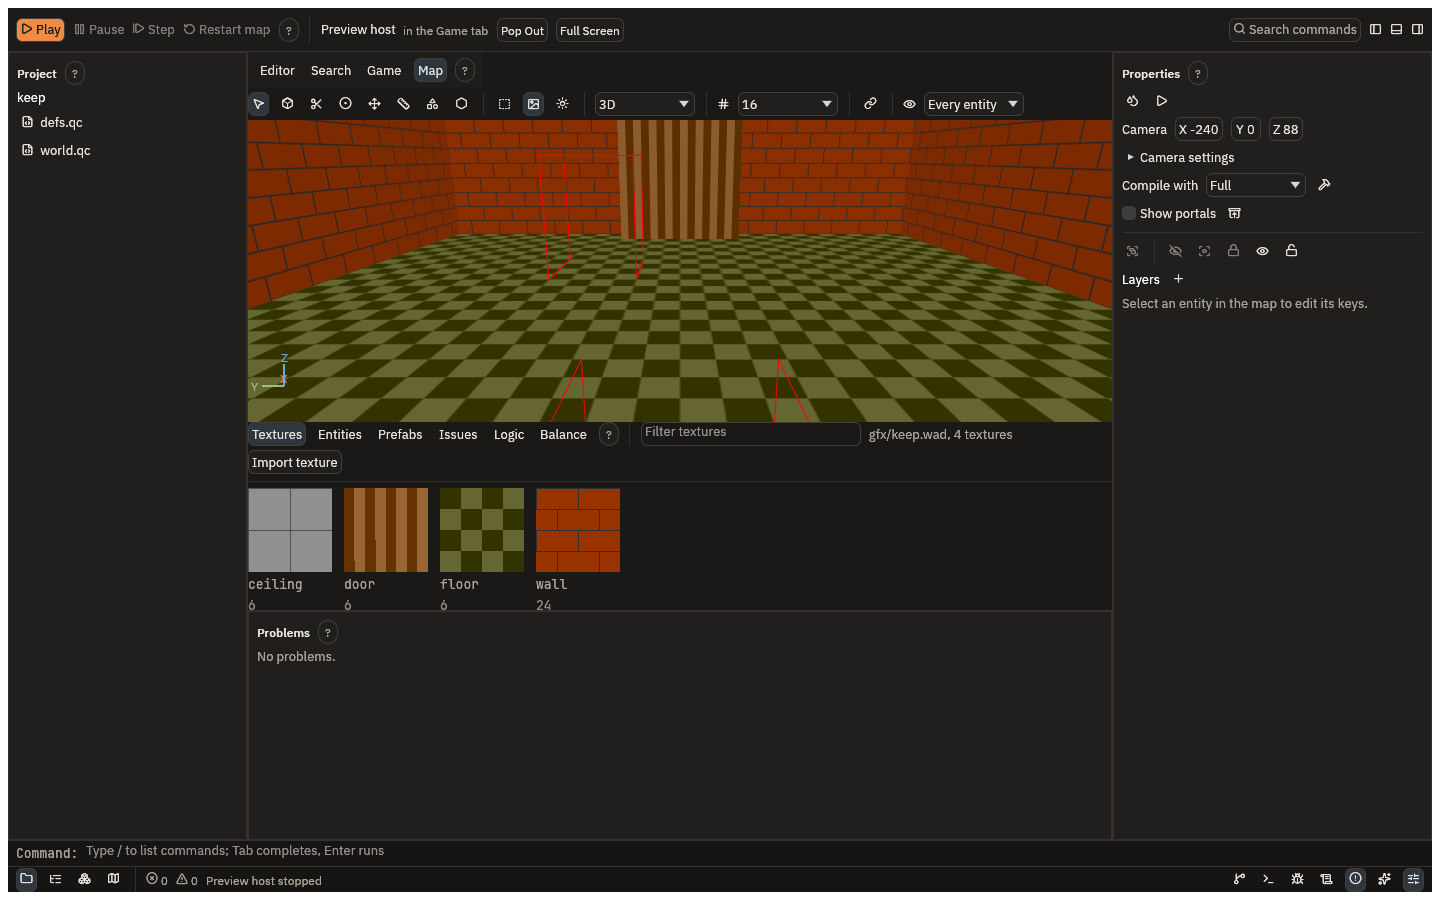 Play Pause Step Restart map ? Preview host in the Game tab Pop Out Full Screen Search commands
Project ?
keep
defs.qc
world.qc
Editor Search Game Map ?
3D # 16 Every entity
Z
Y X
Textures Entities Prefabs Issues Logic Balance ? Filter textures gfx/keep.wad, 4 textures
Import texture
ceiling door floor wall
6 6 6 24
Problems ?
No problems.
Properties ?
Camera X -240 Y 0 Z 88
Camera settings
Compile with Full
Show portals
Layers +
Select an entity in the map to edit its keys.
Command: Type / to list commands; Tab completes, Enter runs
0 0 Preview host stopped